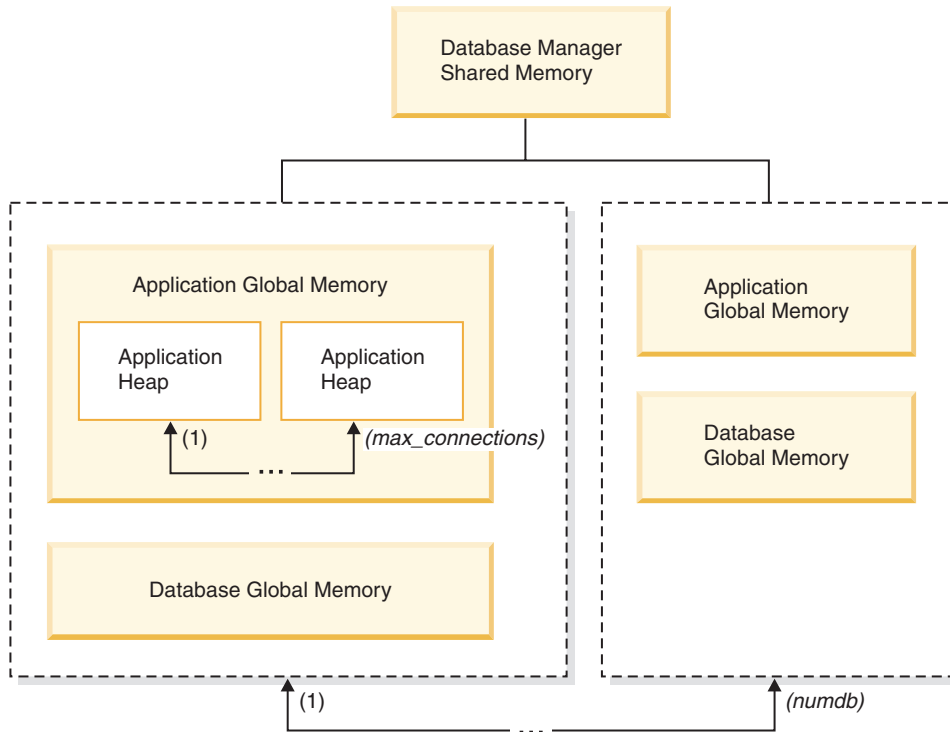 Database Manager
Shared Memory
Application Global Memory
Application
Heap
Application
Heap
(1)
(max_connections)
...
Database Global Memory
Application
Global Memory
Database
Global Memory
(1)
(numdb)
...